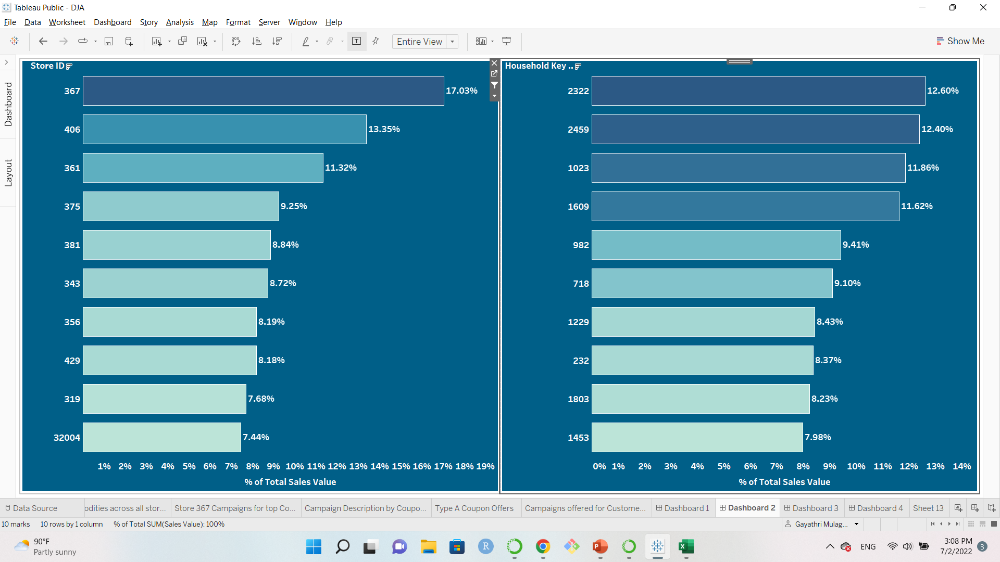 Tableau Public - DJA
File Data Worksheet Dashboard Story Analysis Map Format Server Window Help
Entire View
Show Me
Dashboard
Layout
Store ID
367 17.03%
406 13.35%
361 11.32%
375 9.25%
381 8.84%
343 8.72%
356 8.19%
429 8.18%
319 7.68%
32004 7.44%
1% 2% 3% 4% 5% 6% 7% 8% 9% 10% 11% 12% 13% 14% 15% 16% 17% 18% 19%
% of Total Sales Value
Household Key ..
2322 12.60%
2459 12.40%
1023 11.86%
1609 11.62%
982 9.41%
718 9.10%
1229 8.43%
232 8.37%
1803 8.23%
1453 7.98%
0% 1% 2% 3% 4% 5% 6% 7% 8% 9% 10% 11% 12% 13% 14%
% of Total Sales Value
Data Source odities across all stor... Store 367 Campaigns for top Co... Campaign Description by Coupo... Type A Coupon Offers Campaigns offered for Custome... Dashboard 1 Dashboard 2 Dashboard 3 Dashboard 4 Sheet 13
10 marks 10 rows by 1 column % of Total SUM(Sales Value): 100% Gayathri Mulag...
90°F
Partly sunny
ENG
3:08 PM
7/2/2022
3